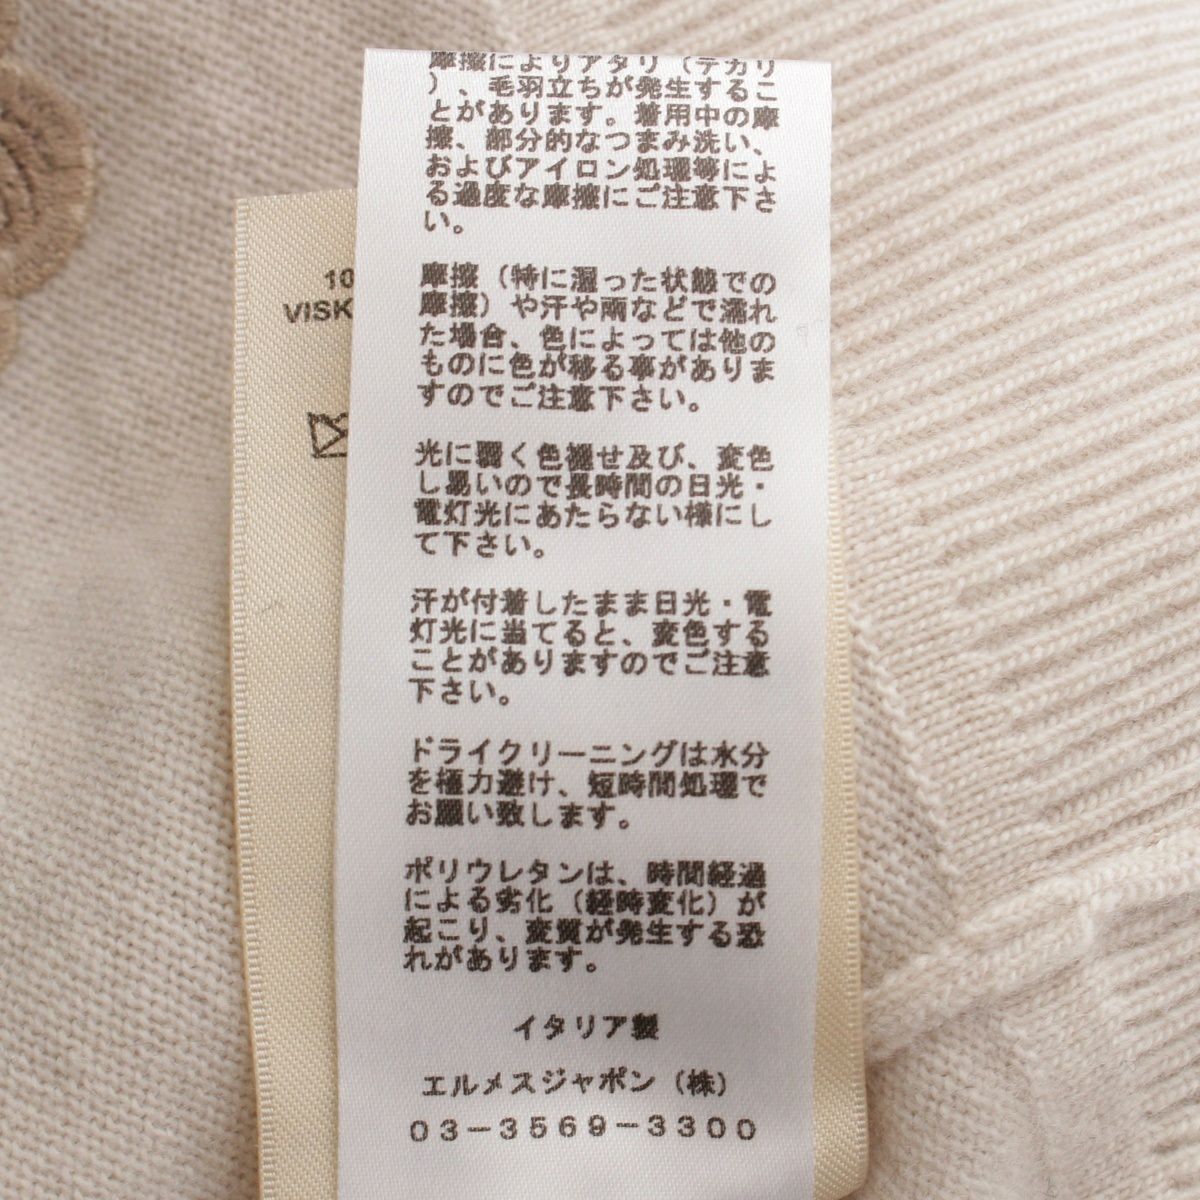 摩擦によりアタリ（テカリ
）、毛羽立ちが発生するこ
とがあります。着用中の摩
擦、部分的なつまみ洗い、
およびアイロン処理等によ
る過度な摩擦にご注意下さ
い。
摩擦（特に湿った状態での
摩擦）や汗や雨などで濡れ
た場合、色によっては他の
ものに色が移る事がありま
すのでご注意下さい。
光に弱く色褪せ及び、変色
し易いので長時間の日光・
電灯光にあたらない様にし
て下さい。
汗が付着したまま日光・電
灯光に当てると、変色する
ことがありますのでご注意
下さい。
ドライクリーニングは水分
を極力避け、短時間処理で
お願い致します。
ポリウレタンは、時間経過
による劣化（経時変化）が
起こり、変質が発生する恐
れがあります。
イタリア製
エルメスジャポン（株）
03-3569-3300
10
VISK